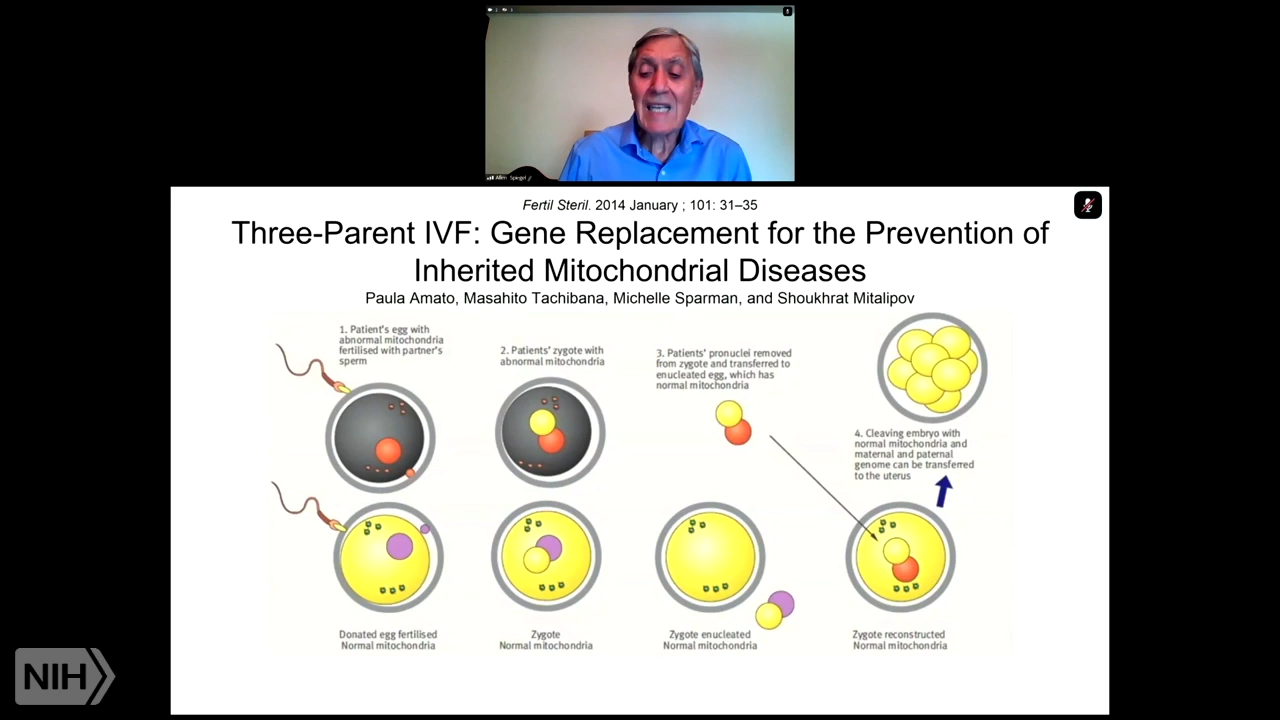 Allen Spiegel
Fertil Steril. 2014 January ; 101: 31–35
Three-Parent IVF: Gene Replacement for the Prevention of
Inherited Mitochondrial Diseases
Paula Amato, Masahito Tachibana, Michelle Sparman, and Shoukhrat Mitalipov
1. Patient's egg with
abnormal mitochondria
fertilised with partner's
sperm
2. Patients' zygote with
abnormal mitochondria
3. Patients' pronuclei removed
from zygote and transferred to
enucleated egg, which has
normal mitochondria
4. Cleaving embryo with
normal mitochondria and
maternal and paternal
genome can be transferred
to the uterus
Donated egg fertilised
Normal mitochondria
Zygote
Normal mitochondria
Zygote enucleated
Normal mitochondria
Zygote reconstructed
Normal mitochondria
NIH